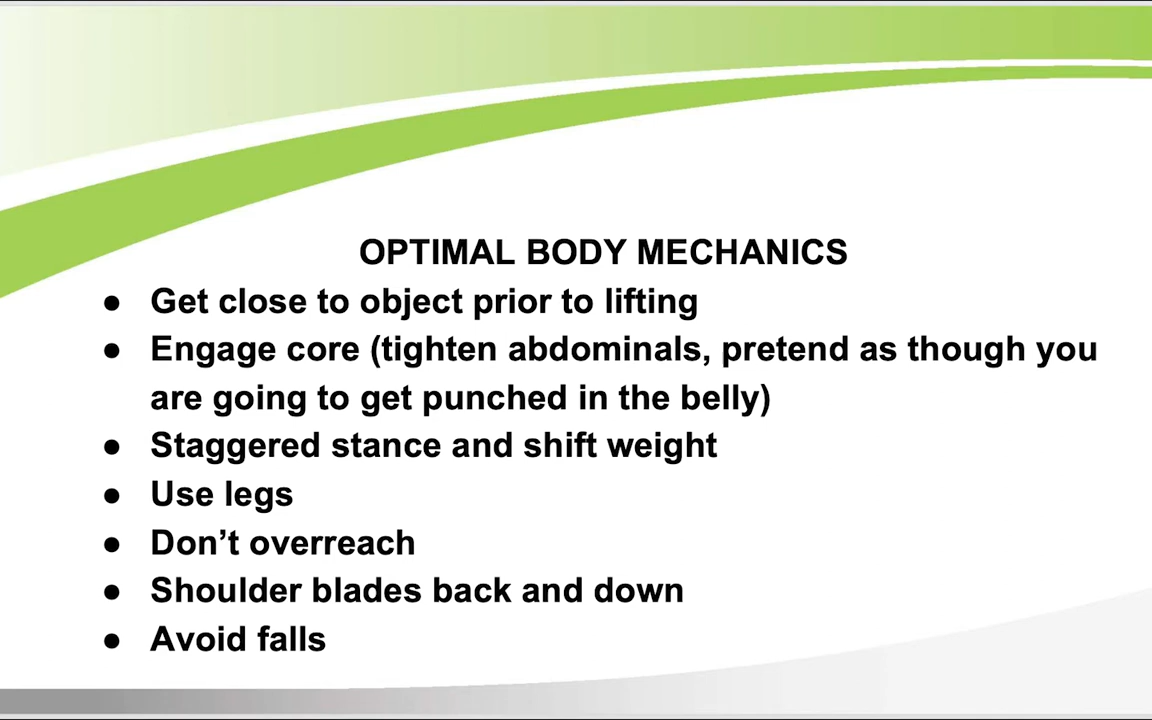 OPTIMAL BODY MECHANICS
● Get close to object prior to lifting
● Engage core (tighten abdominals, pretend as though you
are going to get punched in the belly)
● Staggered stance and shift weight
● Use legs
● Don’t overreach
● Shoulder blades back and down
● Avoid falls